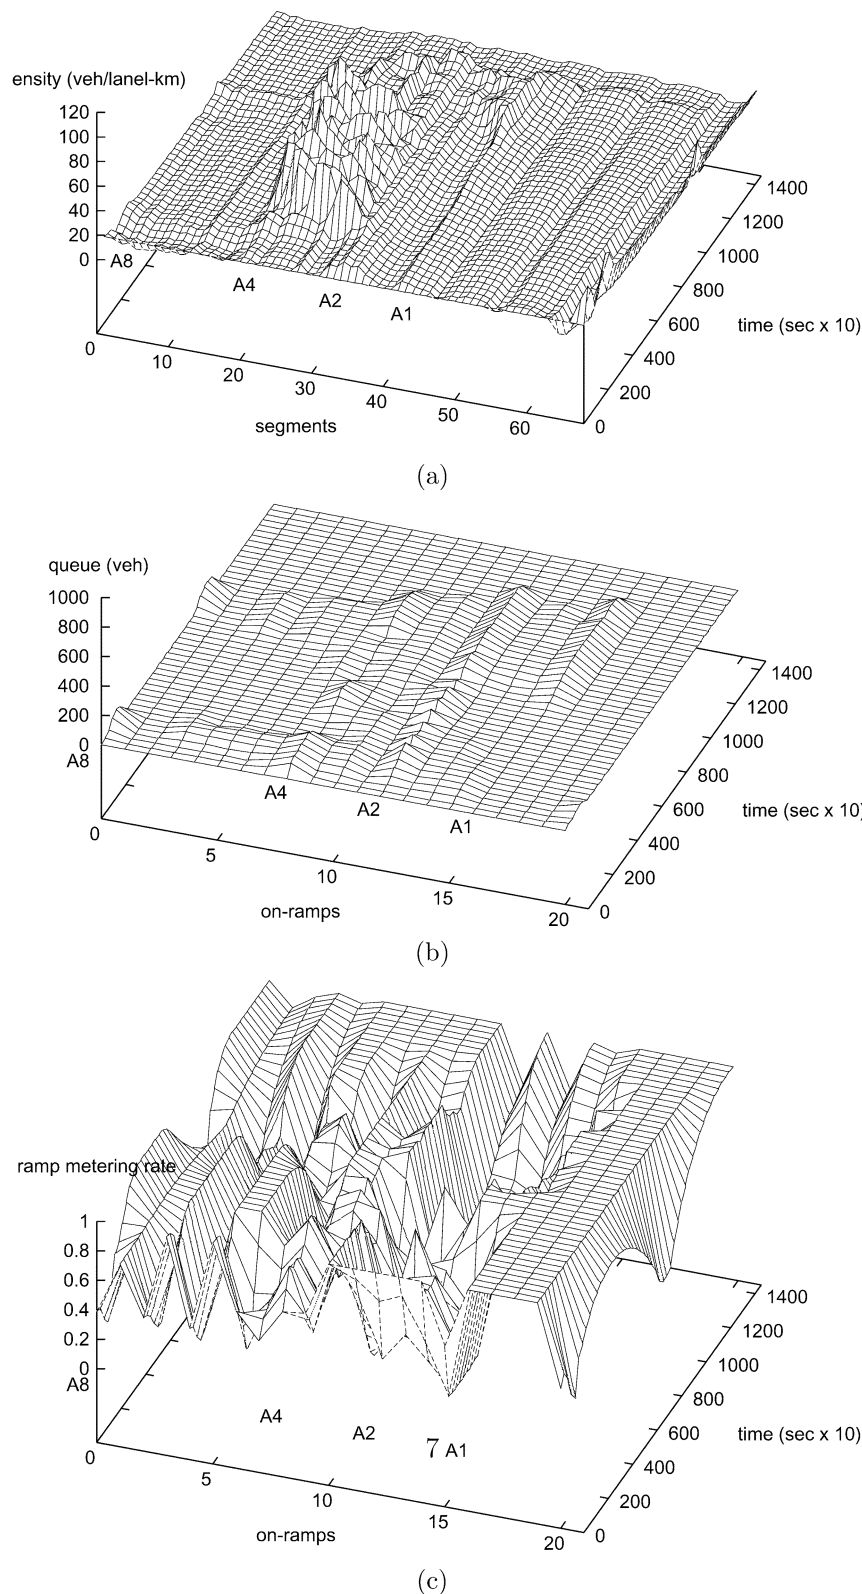 ensity (veh/lanel-km)
120
100
80
60
40
20
0
A8
A4
A2
A1
0
10
20
30
40
50
60
segments
0
200
400
600
800
1000
1200
1400
time (sec x 10)
(a)
queue (veh)
1000
800
600
400
200
0
A8
A4
A2
A1
0
5
10
15
20
on-ramps
0
200
400
600
800
1000
1200
1400
time (sec x 10)
(b)
ramp metering rate
1
0.8
0.6
0.4
0.2
0
A8
A4
A2
7 A1
0
5
10
15
20
on-ramps
0
200
400
600
800
1000
1200
1400
time (sec x 10)
(c)